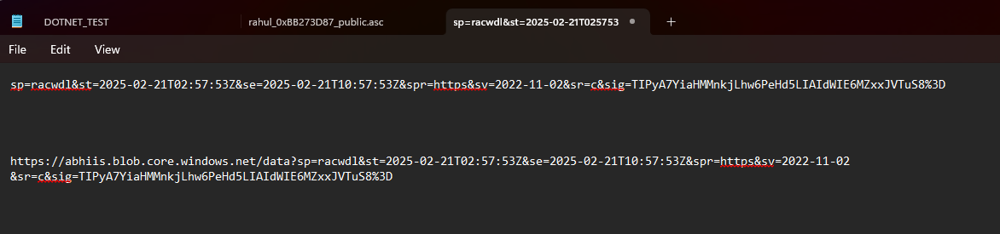 DOTNET_TEST rahul_0xBB273D87_public.asc sp=racwdl&st=2025-02-21T025753
File Edit View
sp=racwdl&st=2025-02-21T02:57:53Z&se=2025-02-21T10:57:53Z&spr=https&sv=2022-11-02&sr=c&sig=TIPyA7YiaHMMnkjLhw6PeHd5LIAIdWIE6MZxxJVTuS8%3D
https://abhiis.blob.core.windows.net/data?sp=racwdl&st=2025-02-21T02:57:53Z&se=2025-02-21T10:57:53Z&spr=https&sv=2022-11-02
&sr=c&sig=TIPyA7YiaHMMnkjLhw6PeHd5LIAIdWIE6MZxxJVTuS8%3D